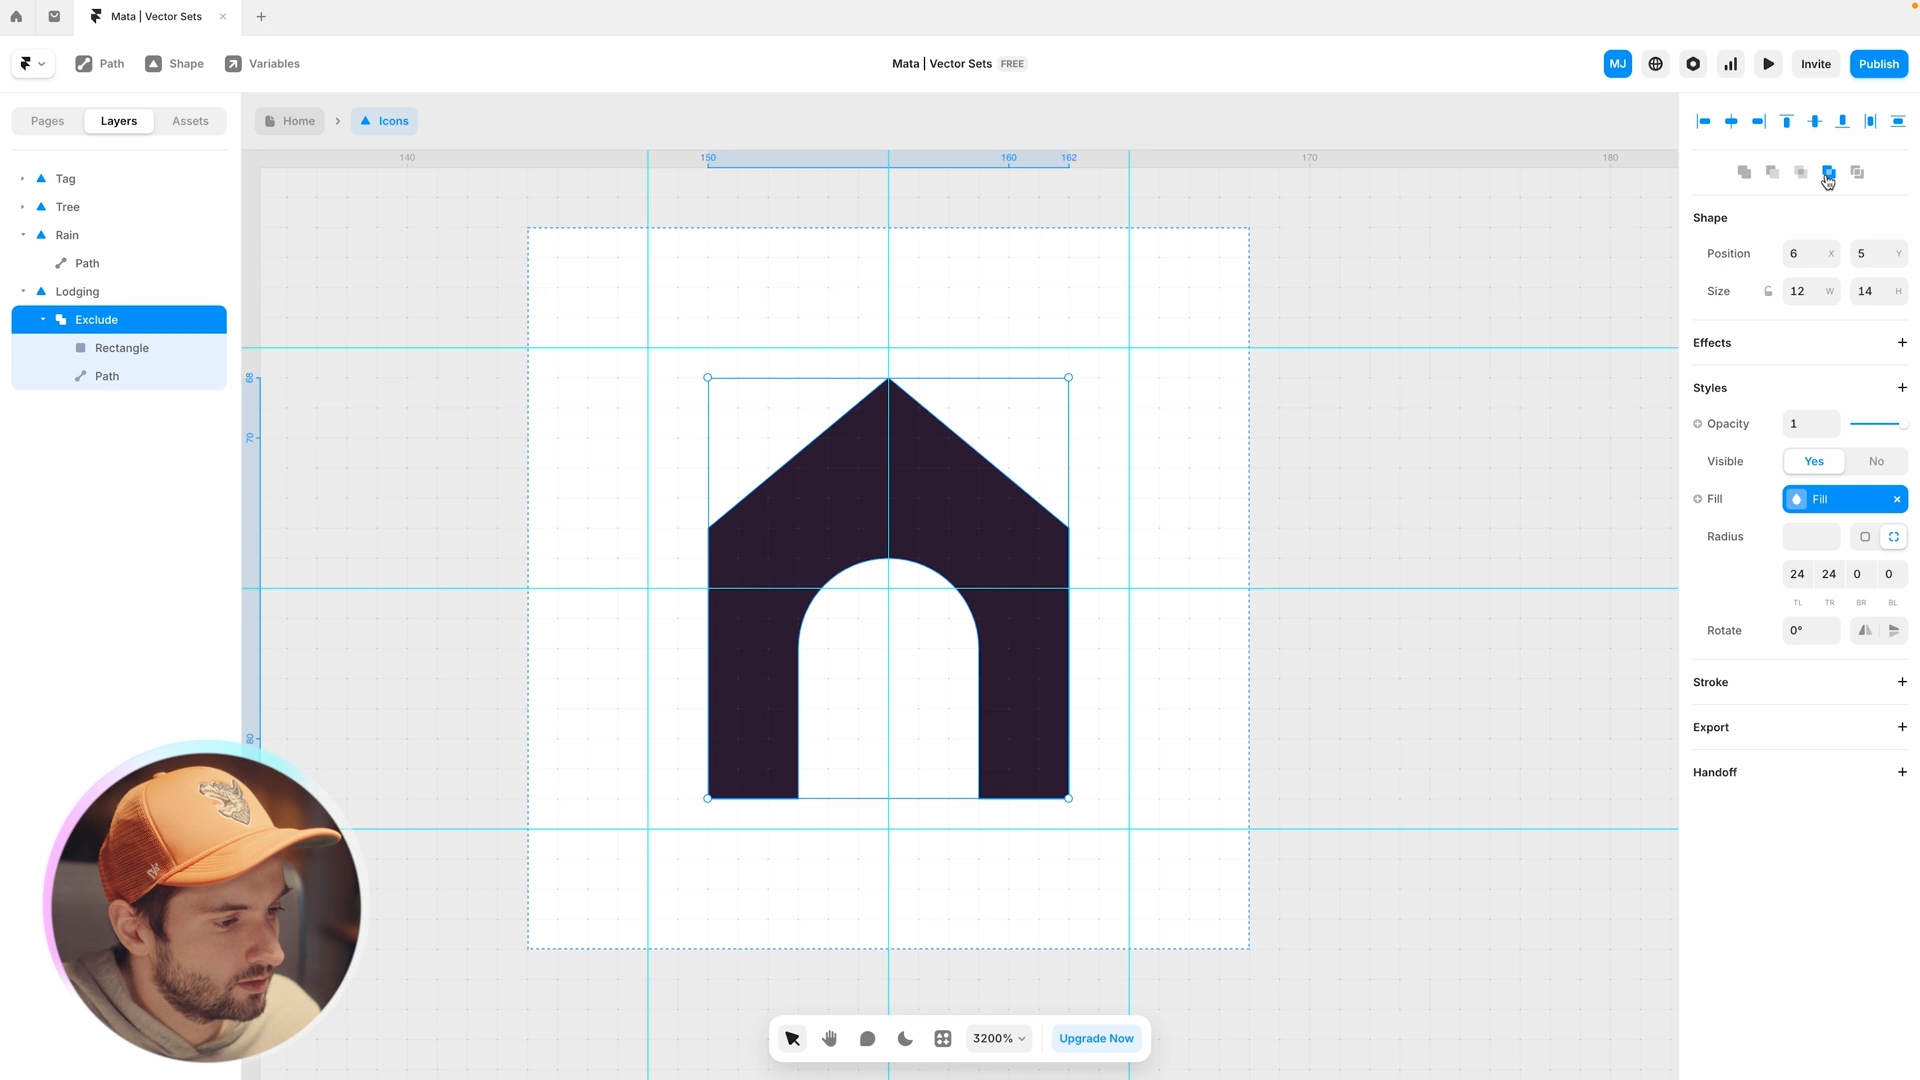 Mata | Vector Sets
Path
Shape
Variables
Mata | Vector Sets FREE
MJ
Invite
Publish
Pages
Layers
Assets
Home
Icons
140
150
160
162
170
180
Tag
Tree
Rain
Path
Lodging
Exclude
Rectangle
Path
68
70
80
Shape
Position 6 X 5 Y
Size 12 W 14 H
Effects
Styles
Opacity 1
Visible Yes No
Fill Fill
Radius
24 24 0 0
TL TR BR BL
Rotate 0°
Stroke
Export
Handoff
3200%
Upgrade Now